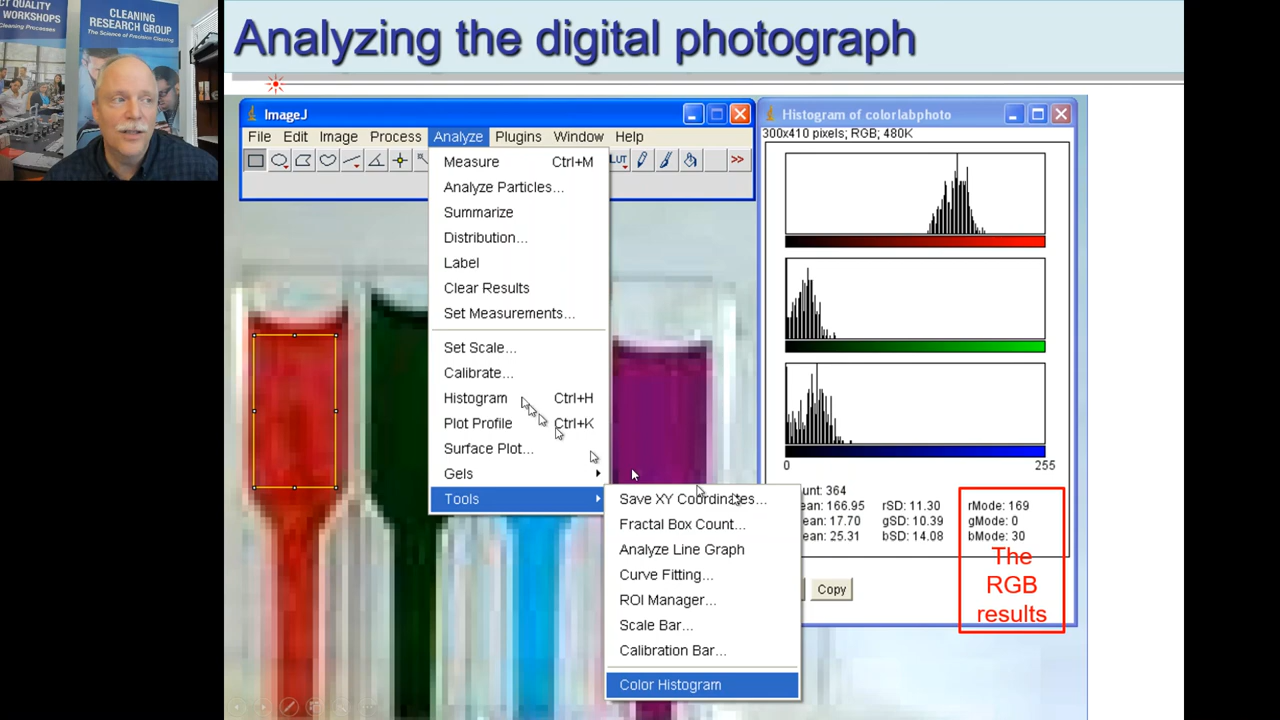 CT QUALITY
WORKSHOPS
Cleaning Processes
CLEANING
RESEARCH GROUP
The Science of Precision Cleaning
Analyzing the digital photograph
ImageJ
File Edit Image Process Analyze Plugins Window Help
LUT >>
Measure Ctrl+M
Analyze Particles...
Summarize
Distribution...
Label
Clear Results
Set Measurements...
Set Scale...
Calibrate...
Histogram Ctrl+H
Plot Profile Ctrl+K
Surface Plot...
Gels
Tools
Save XY Coordinates...
Fractal Box Count...
Analyze Line Graph
Curve Fitting...
ROI Manager...
Scale Bar...
Calibration Bar...
Color Histogram
Histogram of colorlabphoto
300x410 pixels; RGB; 480K
0 255
unt: 364
ean: 166.95 rSD: 11.30 rMode: 169
ean: 17.70 gSD: 10.39 gMode: 0
ean: 25.31 bSD: 14.08 bMode: 30
Copy
The
RGB
results